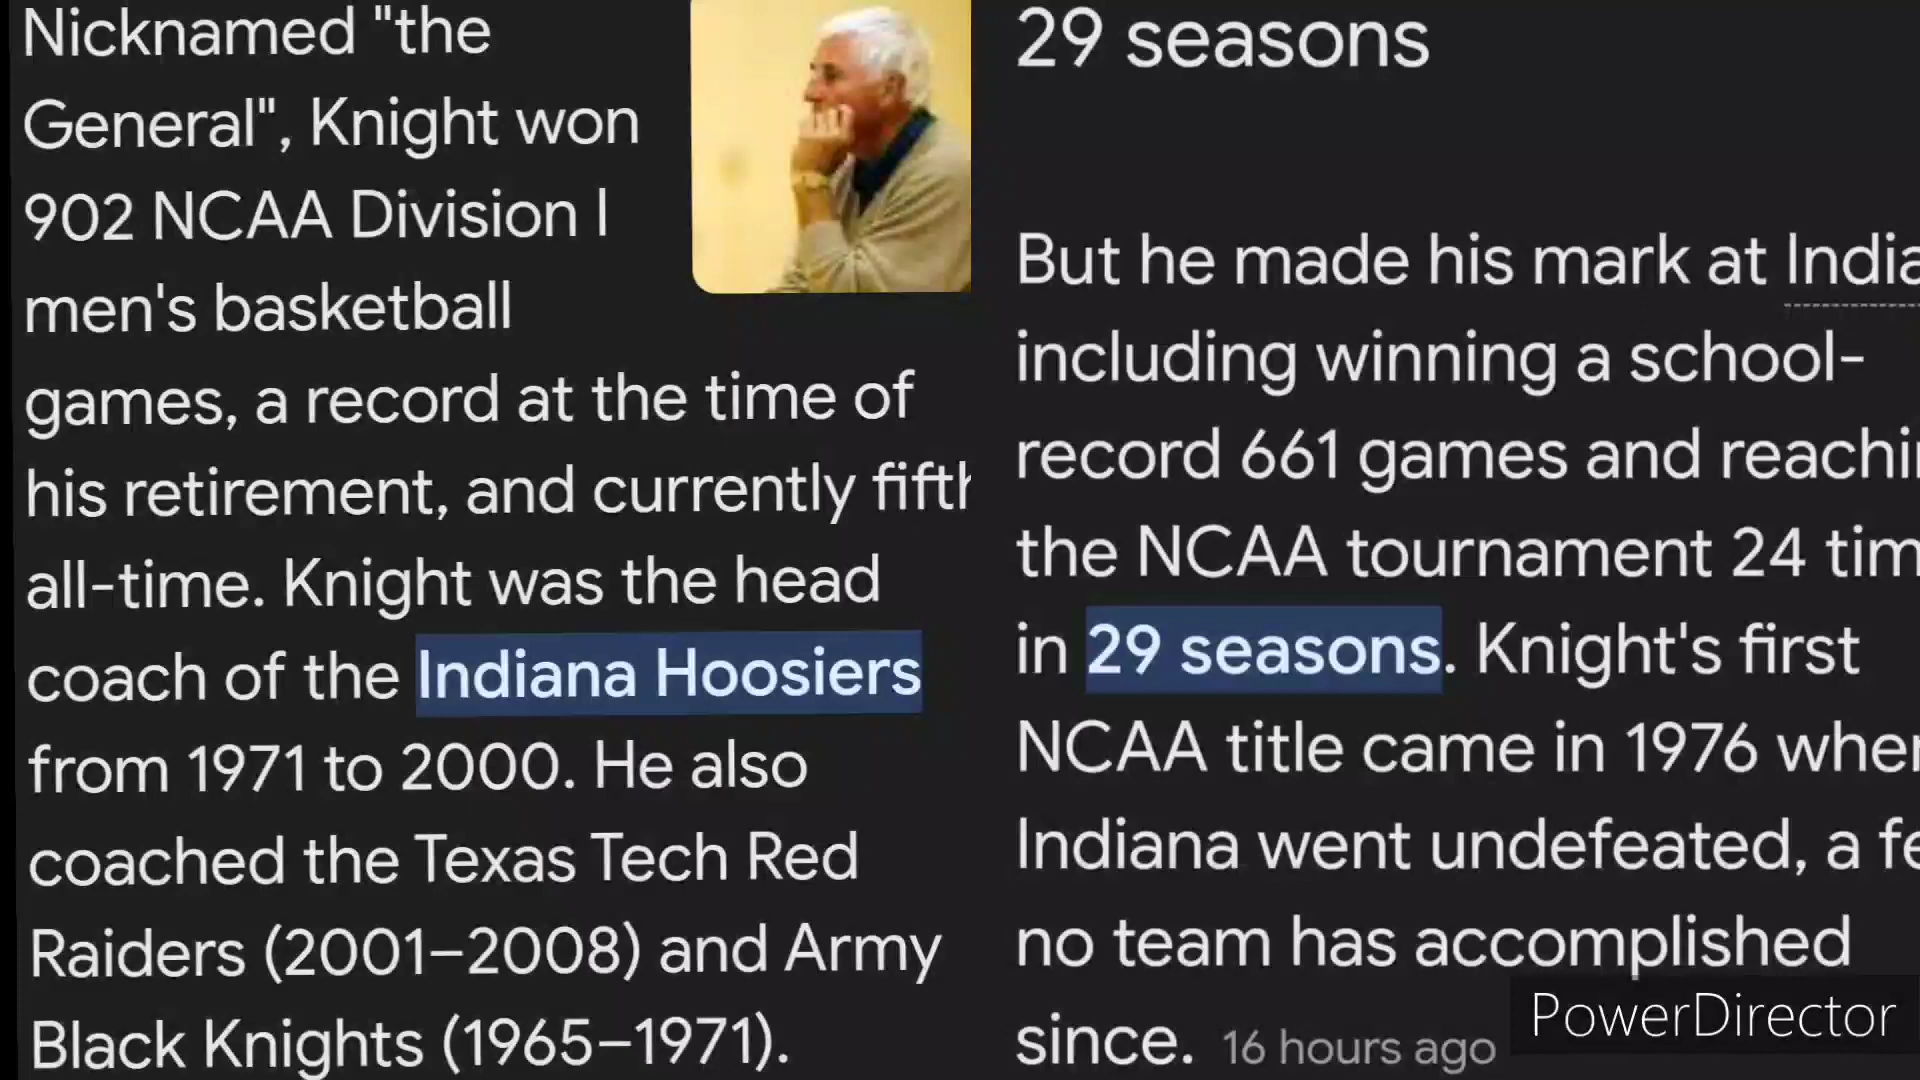 Nicknamed "the
General", Knight won
902 NCAA Division I
men's basketball
games, a record at the time of
his retirement, and currently fifth
all-time. Knight was the head
coach of the Indiana Hoosiers
from 1971 to 2000. He also
coached the Texas Tech Red
Raiders (2001–2008) and Army
Black Knights (1965–1971).
29 seasons
But he made his mark at
including winning a school-
record 661 games and
the NCAA tournament 24
in 29 seasons. Knight's first
NCAA title came in 1976
Indiana went undefeated, a
no team has accomplished
since. 16 hours ago
PowerDirector